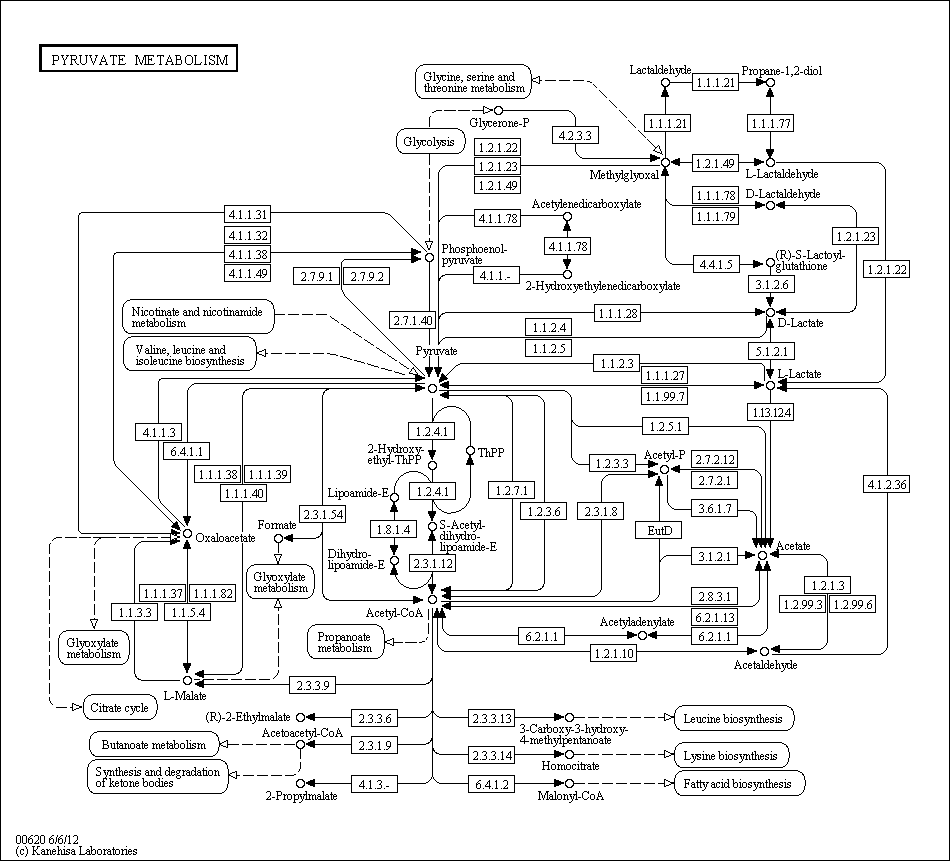 PYRUVATE METABOLISM
Glycine, serine and
threonine metabolism
Lactaldehyde
1.1.1.21
Propane-1,2-diol
Glycerone-P
1.1.1.21
1.1.1.77
Glycolysis
4.2.3.3
1.2.1.22
1.2.1.23
1.2.1.49
1.2.1.49
Methylglyoxal
L-Lactaldehyde
1.1.1.78
1.1.1.79
D-Lactaldehyde
Acetylenedicarboxylate
4.1.1.31
4.1.1.32
4.1.1.38
4.1.1.49
4.1.1.78
4.1.1.78
1.2.1.23
1.2.1.22
Phosphoenol-
pyruvate
4.4.1.5
(R)-S-Lactoyl-
glutathione
2.7.9.1
2.7.9.2
4.1.1.-
2-Hydroxyethylenedicarboxylate
3.1.2.6
Nicotinate and nicotinamide
metabolism
2.7.1.40
1.1.1.28
1.1.2.4
1.1.2.5
D-Lactate
Valine, leucine and
isoleucine biosynthesis
Pyruvate
5.1.2.1
1.1.2.3
1.1.1.27
1.1.99.7
L-Lactate
1.13.12.4
4.1.1.3
6.4.1.1
1.2.4.1
1.2.5.1
2-Hydroxy-
ethyl-ThPP
ThPP
1.1.1.38
1.1.1.39
1.1.1.40
1.2.3.3
Acetyl-P
2.7.2.12
2.7.2.1
Lipoamide-E
1.2.4.1
1.2.7.1
1.2.3.6
2.3.1.8
3.6.1.7
4.1.2.36
2.3.1.54
Formate
1.8.1.4
S-Acetyl-
dihydro-
lipoamide-E
EutD
Oxaloacetate
Dihydro-
lipoamide-E
2.3.1.12
3.1.2.1
Acetate
Glyoxylate
metabolism
1.1.1.37
1.1.1.82
1.1.3.3
1.1.5.4
1.2.1.3
1.2.99.3
1.2.99.6
2.8.3.1
6.2.1.13
6.2.1.1
Acetyl-CoA
Acetyladenylate
6.2.1.1
Glyoxylate
metabolism
Propanoate
metabolism
1.2.1.10
Acetaldehyde
L-Malate
2.3.3.9
Citrate cycle
(R)-2-Ethylmalate
2.3.3.6
2.3.3.13
3-Carboxy-3-hydroxy-
4-methylpentanoate
Leucine biosynthesis
Butanoate metabolism
Acetoacetyl-CoA
2.3.1.9
2.3.3.14
Homocitrate
Lysine biosynthesis
Synthesis and degradation
of ketone bodies
2-Propylmalate
4.1.3.-
6.4.1.2
Malonyl-CoA
Fatty acid biosynthesis
00620 6/6/12
(c) Kanehisa Laboratories